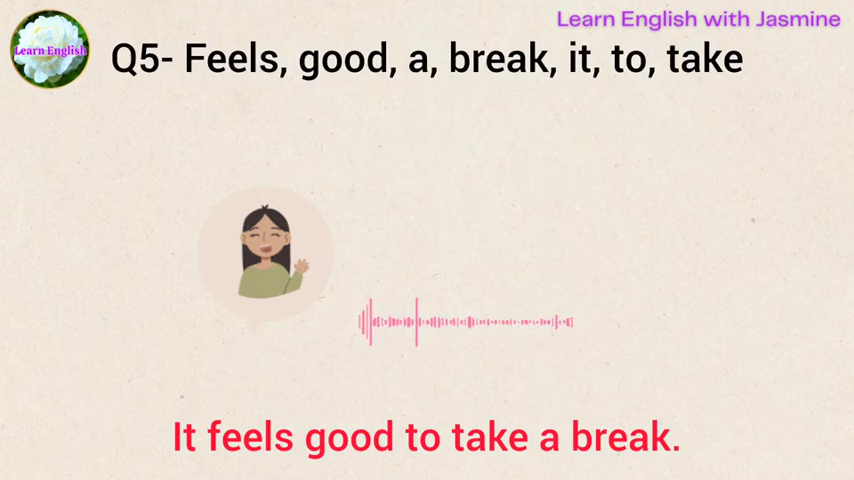 Learn English with Jasmine
Learn English
Q5- Feels, good, a, break, it, to, take
It feels good to take a break.